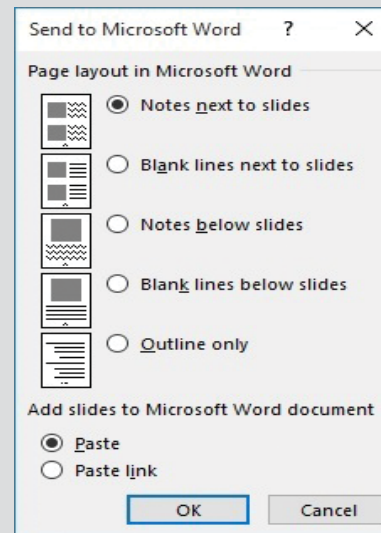 Send to Microsoft Word ? ×
Page layout in Microsoft Word
Notes next to slides
Blank lines next to slides
Notes below slides
Blank lines below slides
Outline only
Add slides to Microsoft Word document
Paste
Paste link
OK Cancel